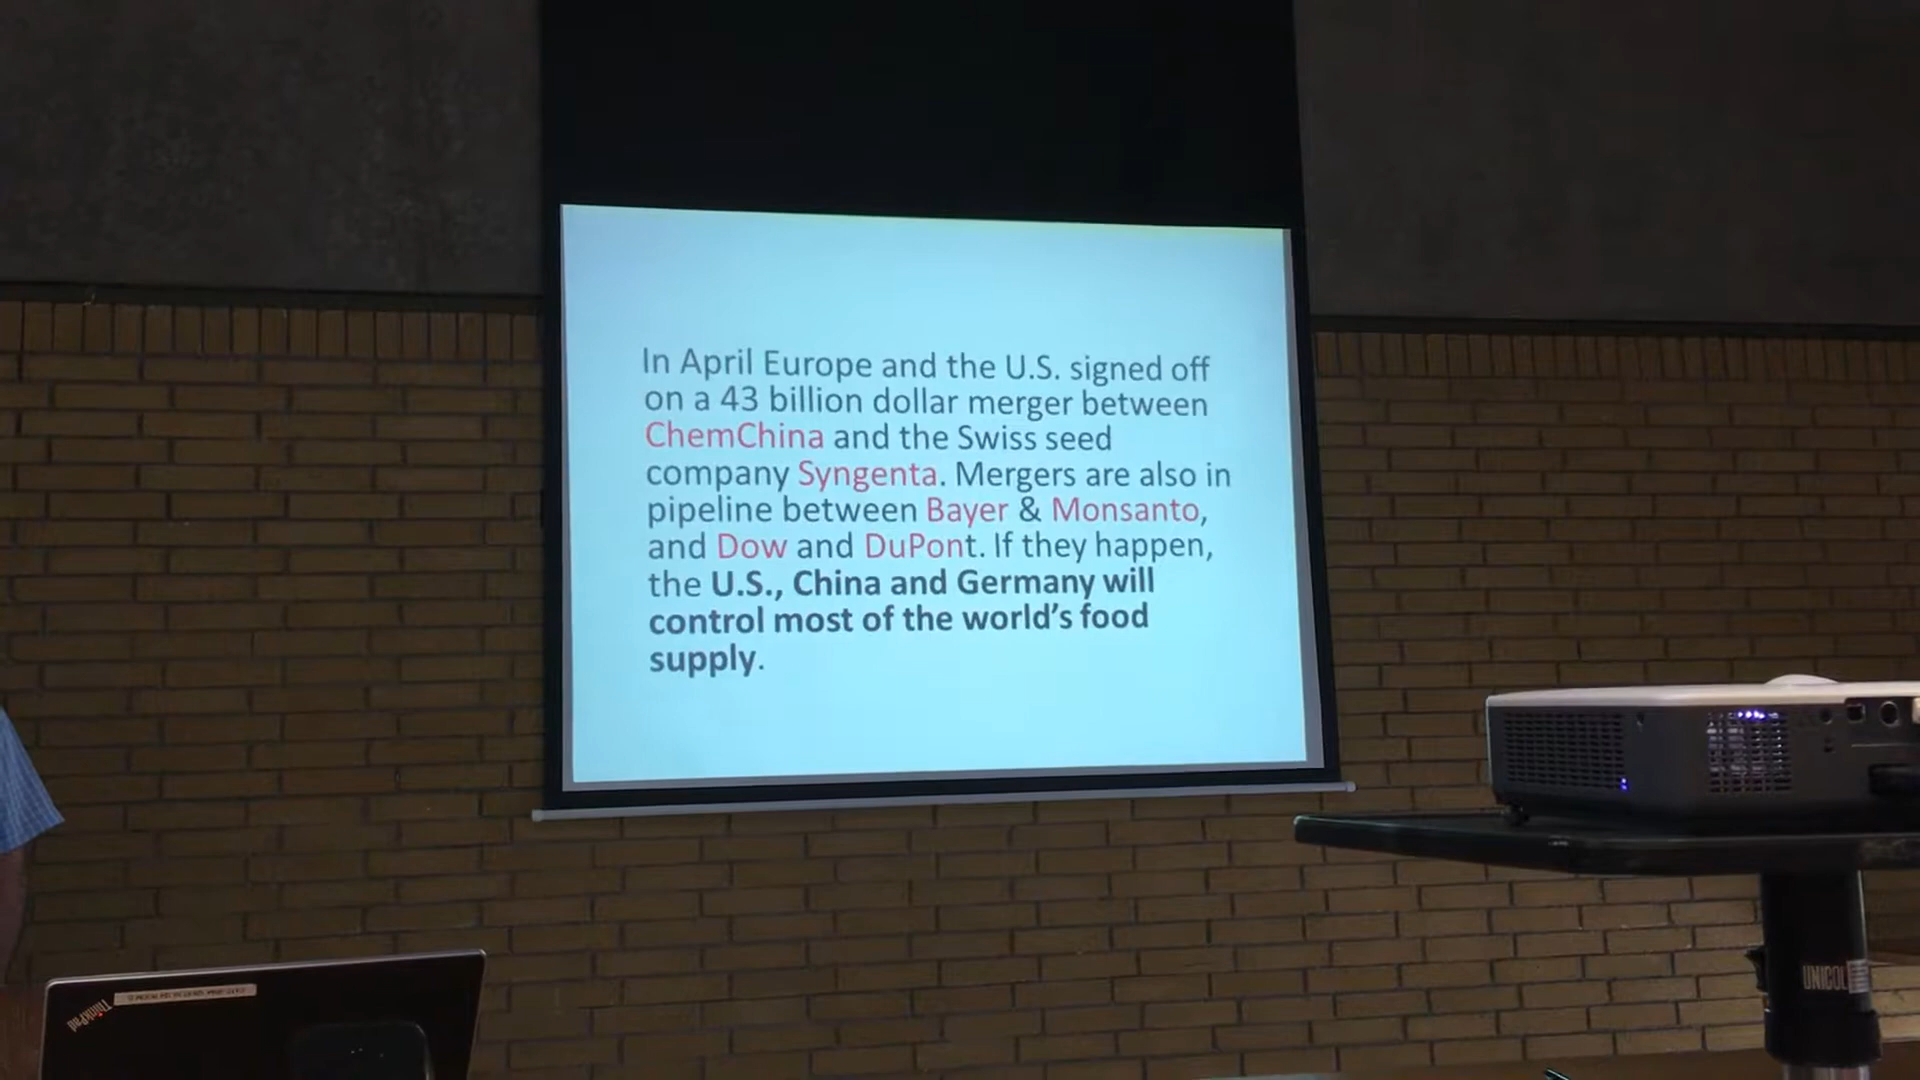 In April Europe and the U.S. signed off
on a 43 billion dollar merger between
ChemChina and the Swiss seed
company Syngenta. Mergers are also in
pipeline between Bayer & Monsanto,
and Dow and DuPont. If they happen,
the U.S., China and Germany will
control most of the world's food
supply.
ThinkPad
UNICOL